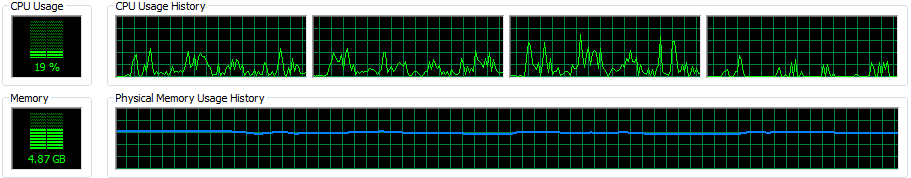 CPU Usage
CPU Usage History
19 %
Memory
Physical Memory Usage History
4.87 GB